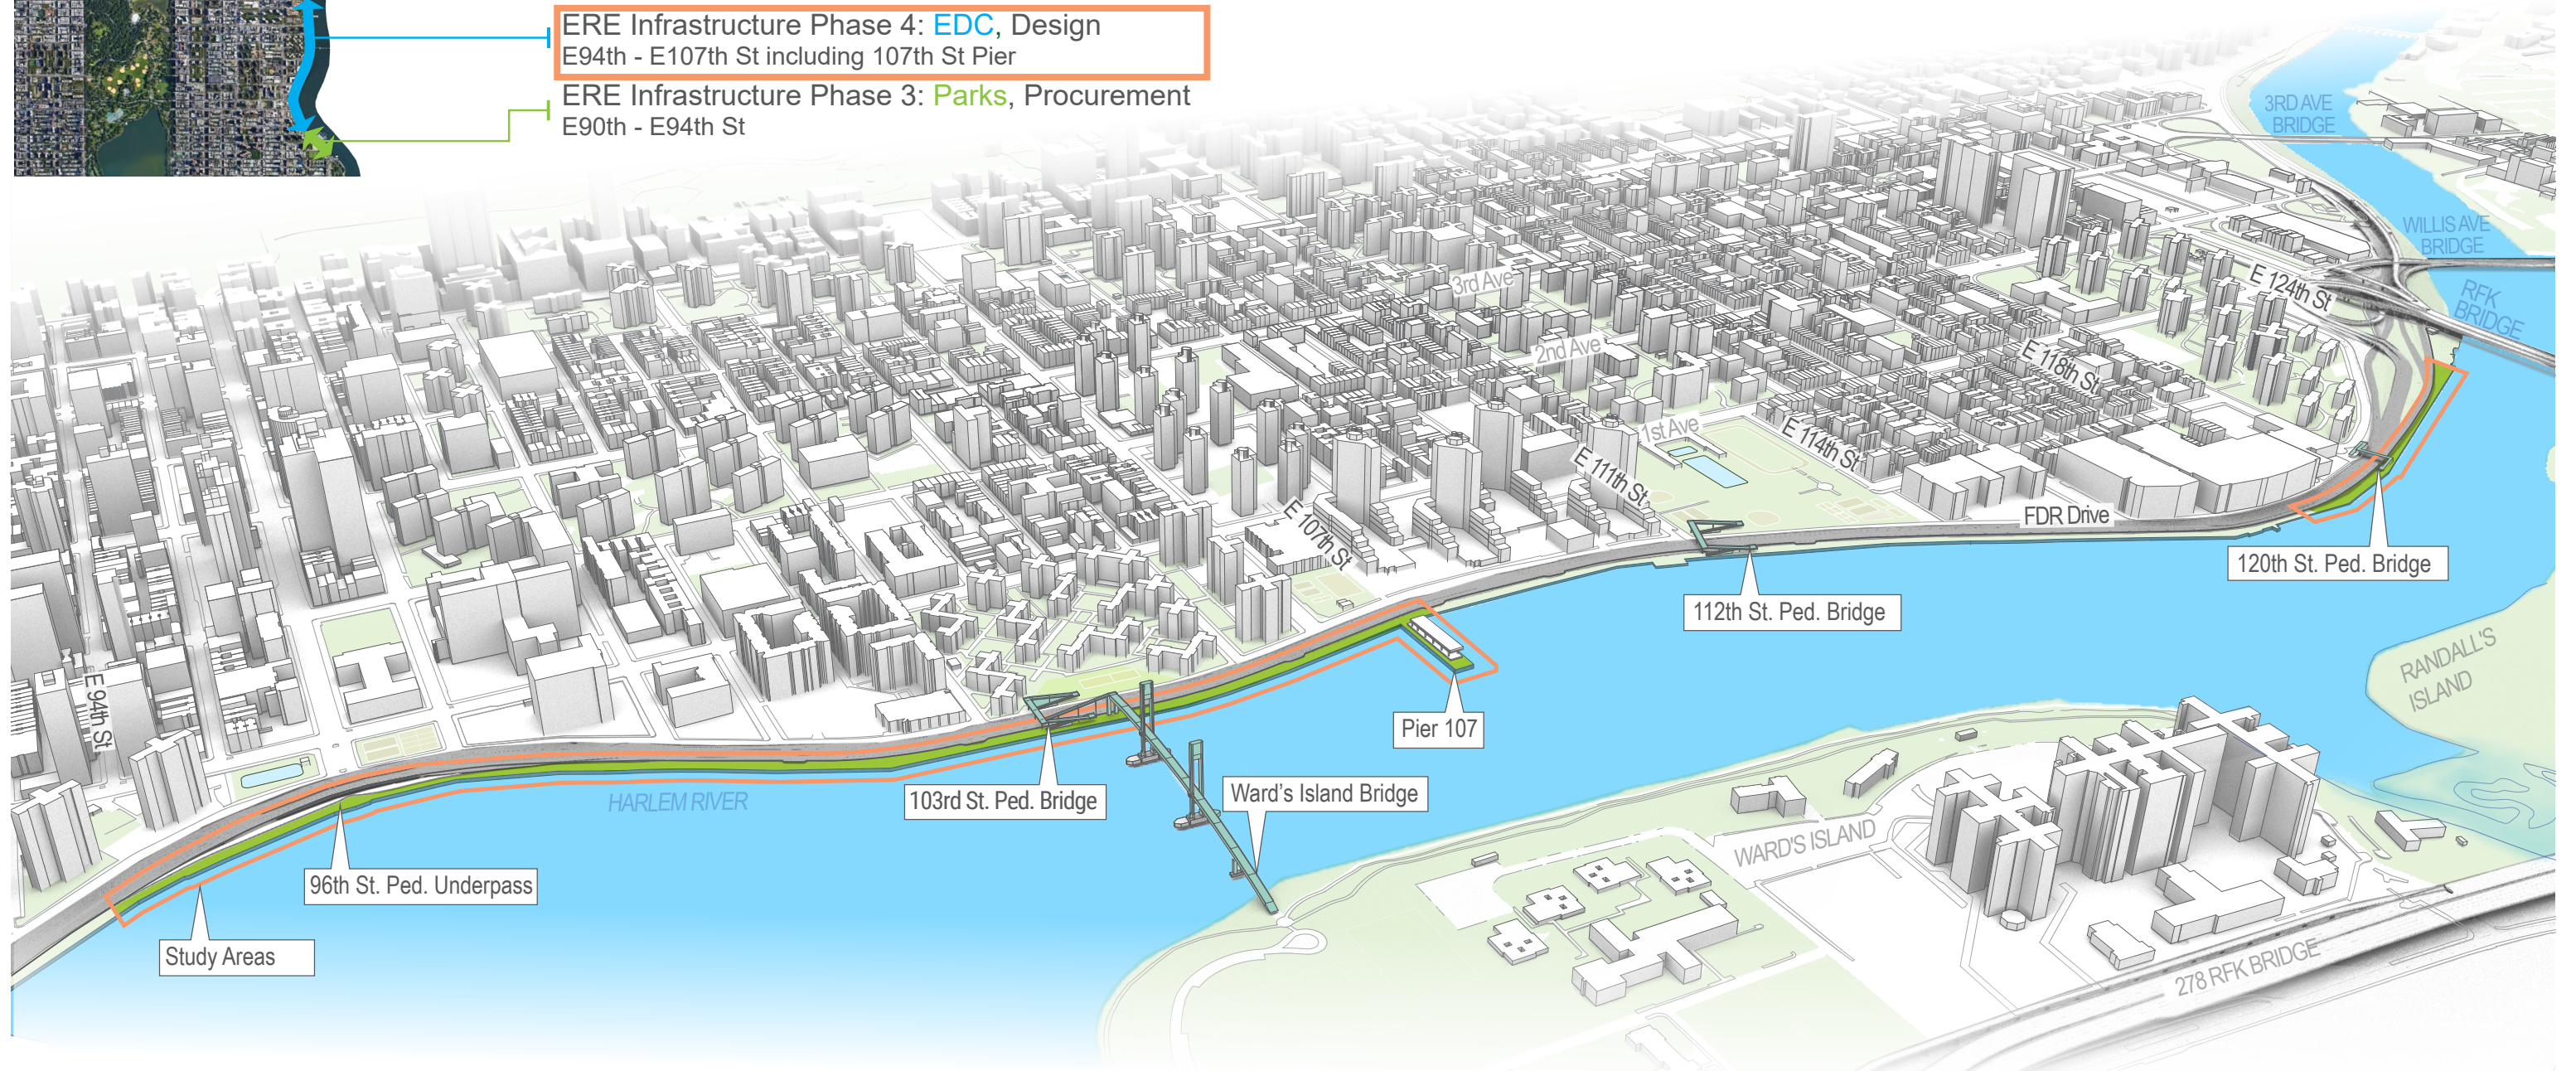 ERE Infrastructure Phase 4: EDC, Design
E94th - E107th St including 107th St Pier
ERE Infrastructure Phase 3: Parks, Procurement
E90th - E94th St
3RD AVE
BRIDGE
WILLIS AVE
BRIDGE
RFK
BRIDGE
E 124th St
3rd Ave
2nd Ave
1st Ave
E 118th St
E 114th St
E 111th St
E 107th St
E 94th St
FDR Drive
120th St. Ped. Bridge
112th St. Ped. Bridge
RANDALL'S
ISLAND
Pier 107
103rd St. Ped. Bridge
Ward's Island Bridge
HARLEM RIVER
WARD'S ISLAND
96th St. Ped. Underpass
Study Areas
278 RFK BRIDGE